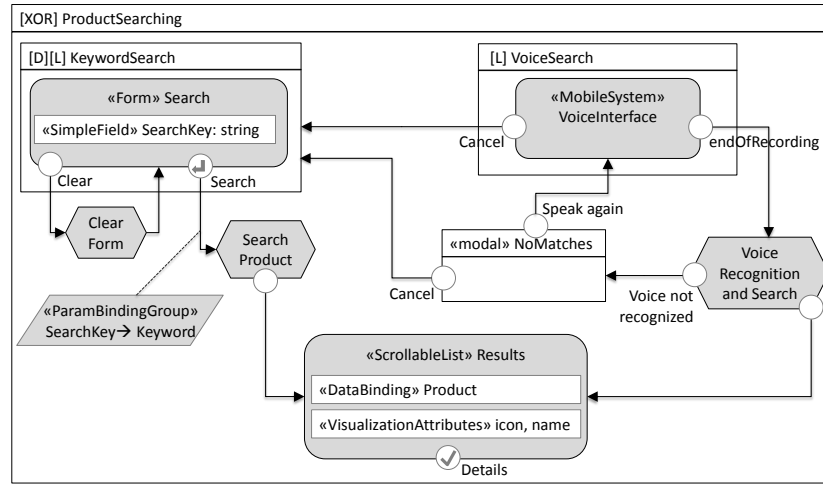 [XOR] ProductSearching
[D][L] KeywordSearch
«Form» Search
«SimpleField» SearchKey: string
Clear
Search
[L] VoiceSearch
«MobileSystem»
VoiceInterface
Cancel
endOfRecording
Clear
Form
Search
Product
«ParamBindingGroup»
SearchKey→ Keyword
Speak again
«modal» NoMatches
Cancel
Voice
Recognition
and Search
Voice not
recognized
«ScrollableList» Results
«DataBinding» Product
«VisualizationAttributes» icon, name
Details